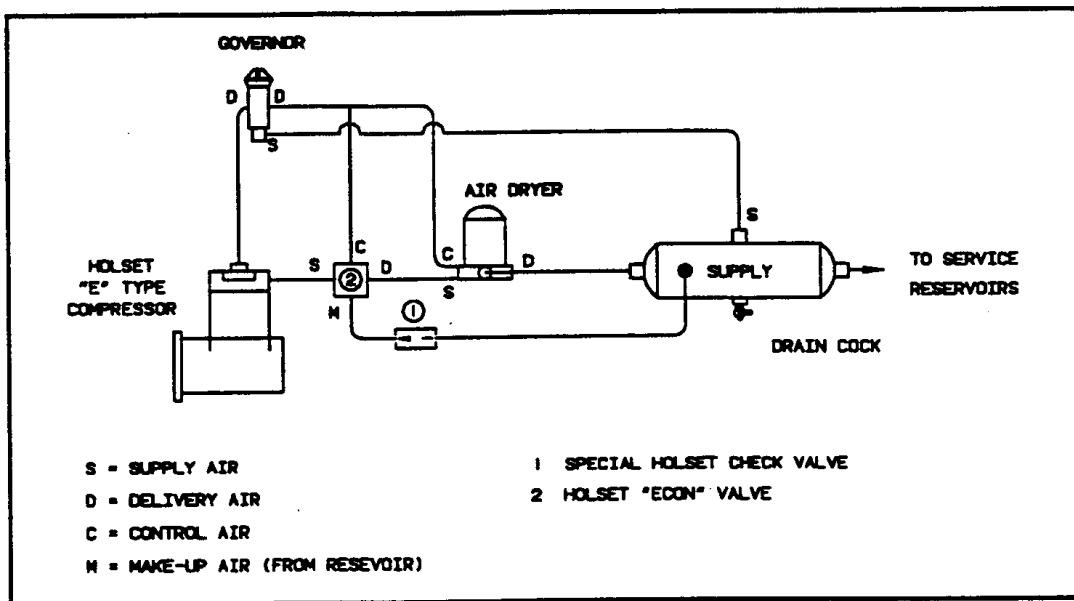 GOVERNOR
D D
S
AIR DRYER
S
HOLSET
"E" TYPE
COMPRESSOR
C
S 2 D
M
C D
S
1
SUPPLY
TO SERVICE
RESERVOIRS
DRAIN COCK
S = SUPPLY AIR
D = DELIVERY AIR
C = CONTROL AIR
M = MAKE-UP AIR (FROM RESEVOIR)
1 SPECIAL HOLSET CHECK VALVE
2 HOLSET "ECON" VALVE